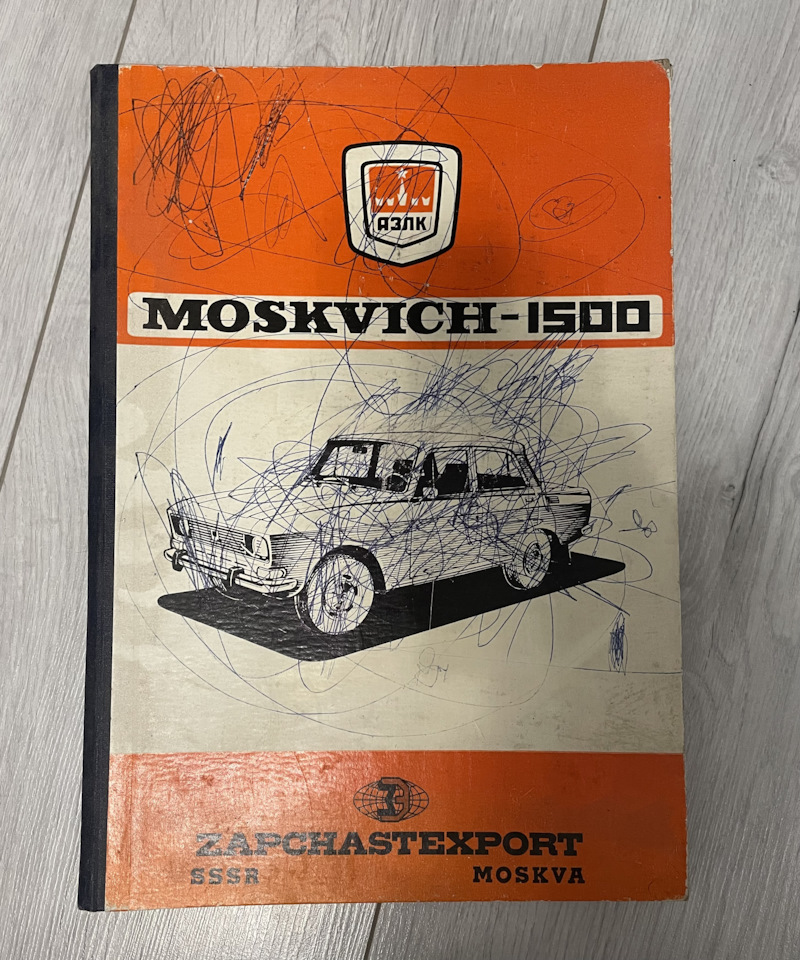 АЗЛК
MOSKVICH-1500
ZAPCHASTEXPORT
SSSR MOSKVA